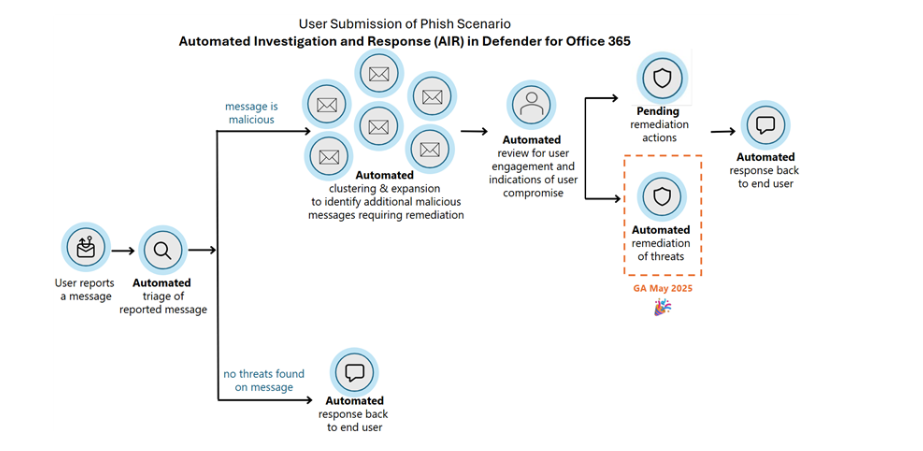 User Submission of Phish Scenario
Automated Investigation and Response (AIR) in Defender for Office 365
message is
malicious
Automated
clustering & expansion
to identify additional malicious
messages requiring remediation
Automated
review for user
engagement and
indications of user
compromise
Pending
remediation
actions
Automated
response back
to end user
Automated
remediation
of threats
GA May 2025
User reports
a message
Automated
triage of
reported message
no threats found
on message
Automated
response back
to end user